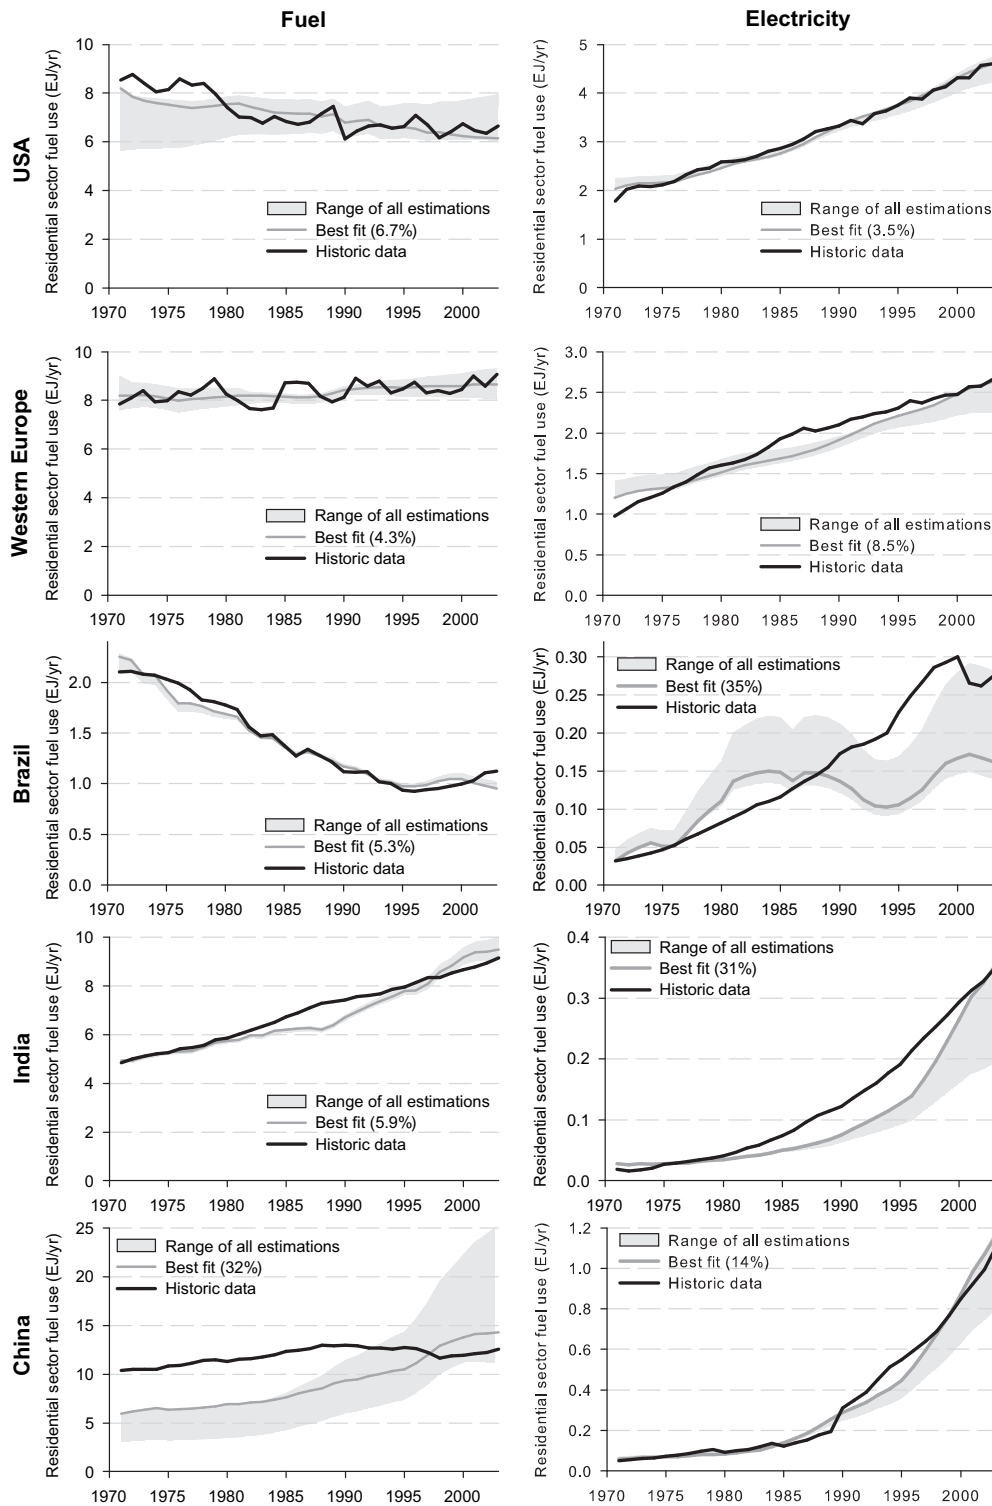 Fuel
Electricity
USA
Residential sector fuel use (EJ/yr)
10
8
6
4
2
0
Range of all estimations
Best fit (6.7%)
Historic data
1970 1975 1980 1985 1990 1995 2000
Residential sector fuel use (EJ/yr)
5
4
3
2
1
0
Range of all estimations
Best fit (3.5%)
Historic data
1970 1975 1980 1985 1990 1995 2000
Western Europe
Residential sector fuel use (EJ/yr)
10
8
6
4
2
0
Range of all estimations
Best fit (4.3%)
Historic data
1970 1975 1980 1985 1990 1995 2000
Residential sector fuel use (EJ/yr)
3.0
2.5
2.0
1.5
1.0
0.5
0.0
Range of all estimations
Best fit (8.5%)
Historic data
1970 1975 1980 1985 1990 1995 2000
Brazil
Residential sector fuel use (EJ/yr)
2.0
1.5
1.0
0.5
0.0
Range of all estimations
Best fit (5.3%)
Historic data
1970 1975 1980 1985 1990 1995 2000
Residential sector fuel use (EJ/yr)
0.30
0.25
0.20
0.15
0.10
0.05
0.00
Range of all estimations
Best fit (35%)
Historic data
1970 1975 1980 1985 1990 1995 2000
India
Residential sector fuel use (EJ/yr)
10
8
6
4
2
0
Range of all estimations
Best fit (5.9%)
Historic data
1970 1975 1980 1985 1990 1995 2000
Residential sector fuel use (EJ/yr)
0.4
0.3
0.2
0.1
0.0
Range of all estimations
Best fit (31%)
Historic data
1970 1975 1980 1985 1990 1995 2000
China
Residential sector fuel use (EJ/yr)
25
20
15
10
5
0
Range of all estimations
Best fit (32%)
Historic data
1970 1975 1980 1985 1990 1995 2000
Residential sector fuel use (EJ/yr)
1.2
1.0
0.8
0.6
0.4
0.2
0.0
Range of all estimations
Best fit (14%)
Historic data
1970 1975 1980 1985 1990 1995 2000